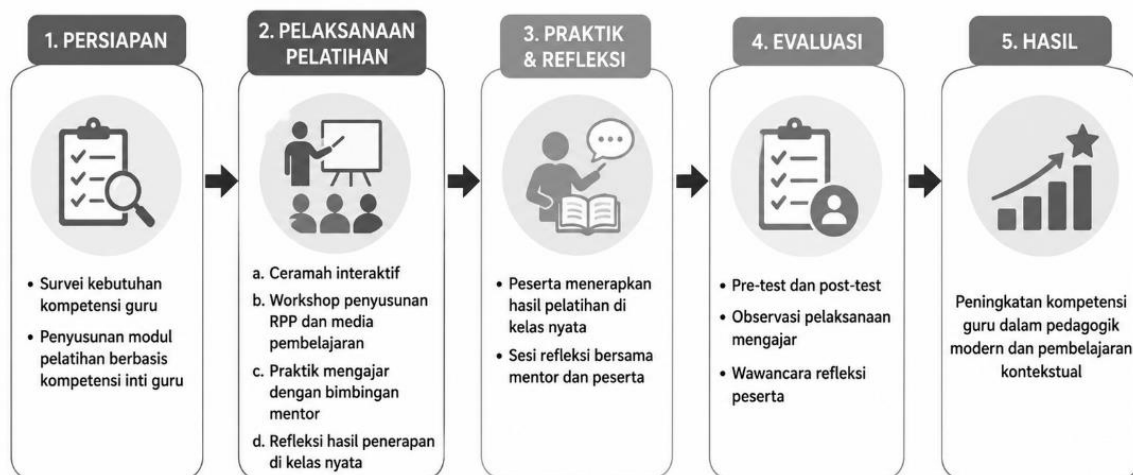 1. PERSIAPAN
• Survei kebutuhan
kompetensi guru
• Penyusunan modul
pelatihan berbasis
kompetensi inti guru
2. PELAKSANAAN
PELATIHAN
a. Ceramah interaktif
b. Workshop penyusunan
RPP dan media
pembelajaran
c. Praktik mengajar
dengan bimbingan
mentor
d. Refleksi hasil penerapan
di kelas nyata
3. PRAKTIK
& REFLEKSI
• Peserta menerapkan
hasil pelatihan di
kelas nyata
• Sesi refleksi bersama
mentor dan peserta
4. EVALUASI
• Pre-test dan post-test
• Observasi pelaksanaan
mengajar
• Wawancara refleksi
peserta
5. HASIL
Peningkatan kompetensi
guru dalam pedagogik
modern dan pembelajaran
kontekstual